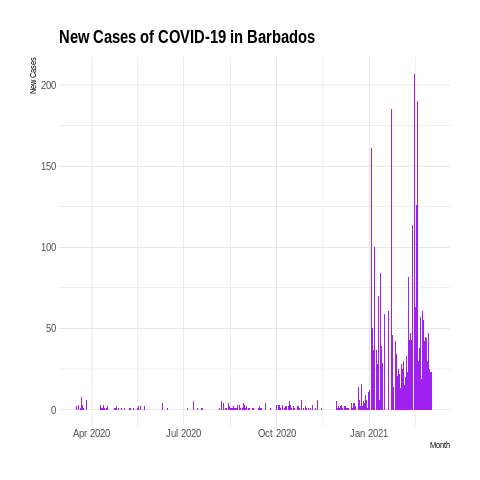 New Cases of COVID-19 in Barbados
New Cases
200
150
100
50
0
Apr 2020 Jul 2020 Oct 2020 Jan 2021
Month